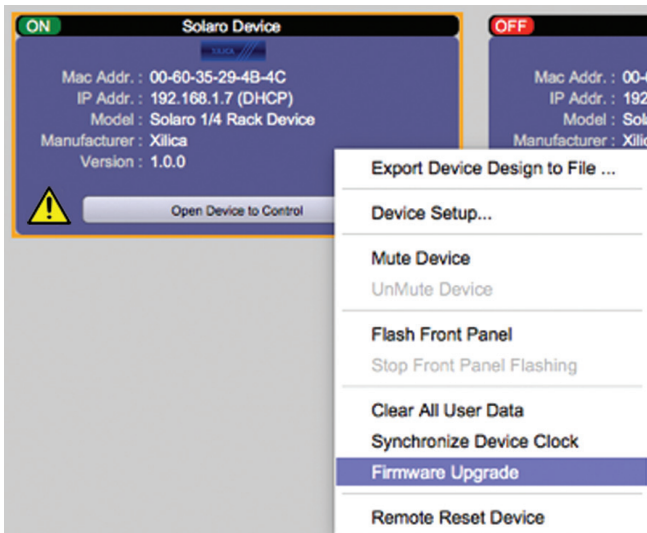 ON
Solaro Device
XILICA
Mac Addr. : 00-60-35-29-4B-4C
IP Addr. : 192.168.1.7 (DHCP)
Model : Solaro 1/4 Rack Device
Manufacturer : Xilica
Version : 1.0.0
Open Device to Control
OFF
Mac Addr. :
IP Addr. : 192
Model :
Manufacturer :
Export Device Design to File ...
Device Setup...
Mute Device
UnMute Device
Flash Front Panel
Stop Front Panel Flashing
Clear All User Data
Synchronize Device Clock
Firmware Upgrade
Remote Reset Device